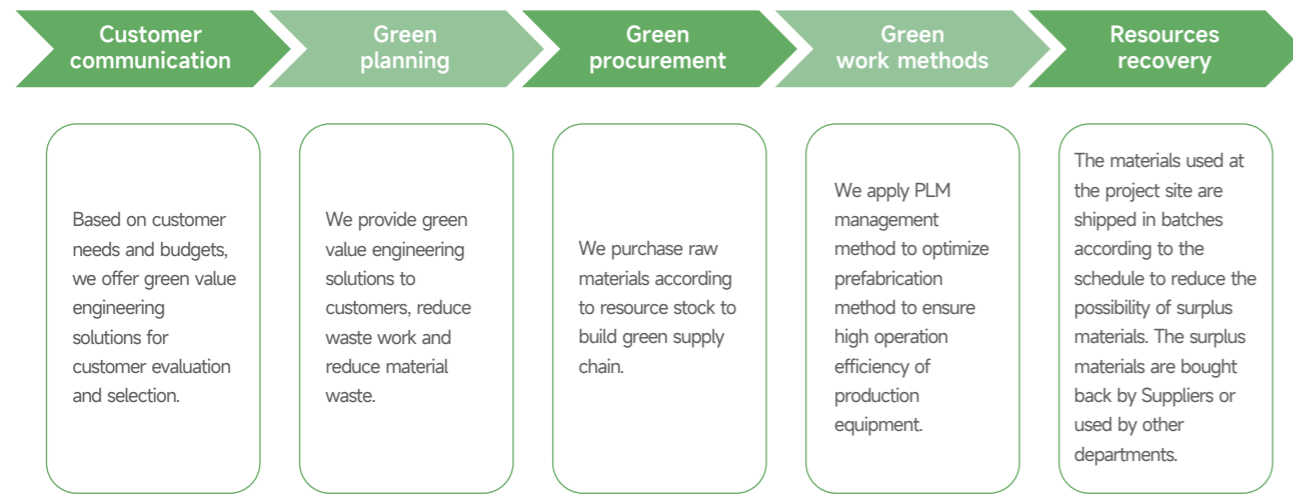 Customer
communication
Green
planning
Green
procurement
Green
work methods
Resources
recovery
Based on customer
needs and budgets,
we offer green value
engineering
solutions for
customer evaluation
and selection.
We provide green
value engineering
solutions to
customers, reduce
waste work and
reduce material
waste.
We purchase raw
materials according
to resource stock to
build green supply
chain.
We apply PLM
management
method to optimize
prefabrication
method to ensure
high operation
efficiency of
production
equipment.
The materials used at
the project site are
shipped in batches
according to the
schedule to reduce the
possibility of surplus
materials. The surplus
materials are bought
back by Suppliers or
used by other
departments.